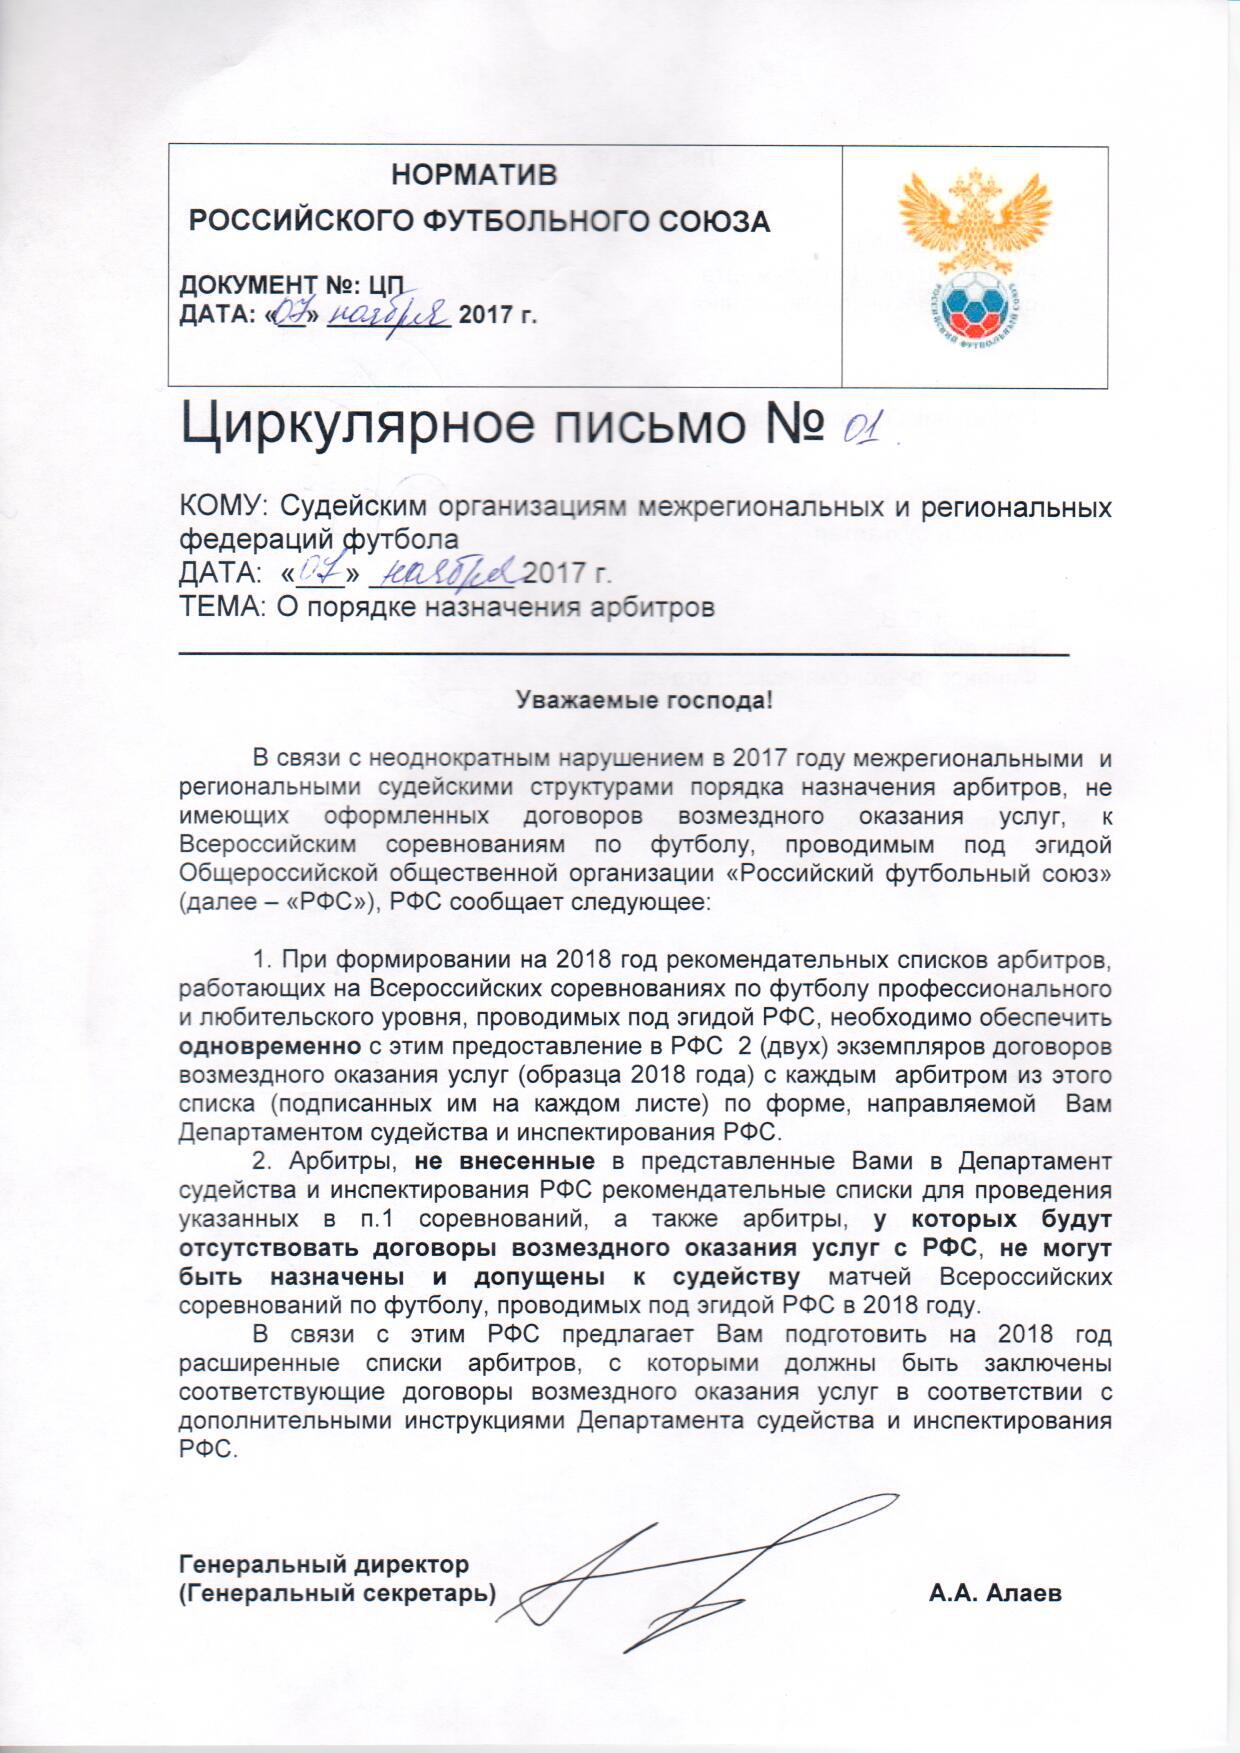 НОРМАТИВ
РОССИЙСКОГО ФУТБОЛЬНОГО СОЮЗА
ДОКУМЕНТ №: ЦП
ДАТА: «07» ноября 2017 г.
РОССИЙСКИЙ ФУТБОЛЬНЫЙ СОЮЗ
Циркулярное письмо № 01.
КОМУ: Судейским организациям межрегиональных и региональных
федераций футбола
ДАТА: «07» ноября 2017 г.
ТЕМА: О порядке назначения арбитров
Уважаемые господа!
В связи с неоднократным нарушением в 2017 году межрегиональными и
региональными судейскими структурами порядка назначения арбитров, не
имеющих оформленных договоров возмездного оказания услуг, к
Всероссийским соревнованиям по футболу, проводимым под эгидой
Общероссийской общественной организации «Российский футбольный союз»
(далее – «РФС»), РФС сообщает следующее:
1. При формировании на 2018 год рекомендательных списков арбитров,
работающих на Всероссийских соревнованиях по футболу профессионального
и любительского уровня, проводимых под эгидой РФС, необходимо обеспечить
одновременно с этим предоставление в РФС 2 (двух) экземпляров договоров
возмездного оказания услуг (образца 2018 года) с каждым арбитром из этого
списка (подписанных им на каждом листе) по форме, направляемой Вам
Департаментом судейства и инспектирования РФС.
2. Арбитры, не внесенные в представленные Вами в Департамент
судейства и инспектирования РФС рекомендательные списки для проведения
указанных в п.1 соревнований, а также арбитры, у которых будут
отсутствовать договоры возмездного оказания услуг с РФС, не могут
быть назначены и допущены к судейству матчей Всероссийских
соревнований по футболу, проводимых под эгидой РФС в 2018 году.
В связи с этим РФС предлагает Вам подготовить на 2018 год
расширенные списки арбитров, с которыми должны быть заключены
соответствующие договоры возмездного оказания услуг в соответствии с
дополнительными инструкциями Департамента судейства и инспектирования
РФС.
Генеральный директор
(Генеральный секретарь) А.А. Алаев